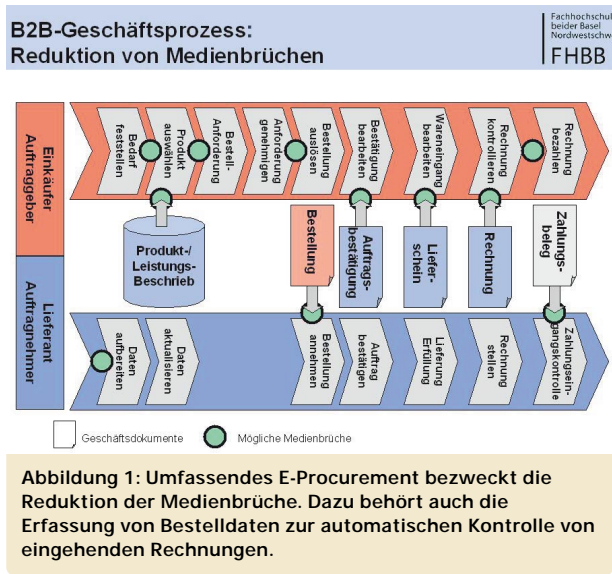 B2B-Geschäftsprozess:
Reduktion von Medienbrüchen
Fachhochschul
beider Basel
Nordwestschwe
FHBB
Einkäufer
Auftraggeber
Bedarf
feststellen
Produkt
auswählen
Bestell-
Anforderung
Anforderung
genehmigen
Bestellung
auslösen
Bestätigung
bearbeiten
Wareneingang
bearbeiten
Rechnung
kontrollieren
Rechnung
bezahlen
Produkt-/
Leistungs-
Beschrieb
Bestellung
Auftrags-
bestätigung
Liefer-
schein
Rechnung
Zahlungs-
beleg
Lieferant
Auftragnehmer
Daten
aufbereiten
Daten
aktualisieren
Bestellung
annehmen
Auftrag
bestätigen
Lieferung
Erfüllung
Rechnung
stellen
Zahlungsein-
gangskontrolle
Geschäftsdokumente
Mögliche Medienbrüche
Abbildung 1: Umfassendes E-Procurement bezweckt die
Reduktion der Medienbrüche. Dazu behört auch die
Erfassung von Bestelldaten zur automatischen Kontrolle von
eingehenden Rechnungen.